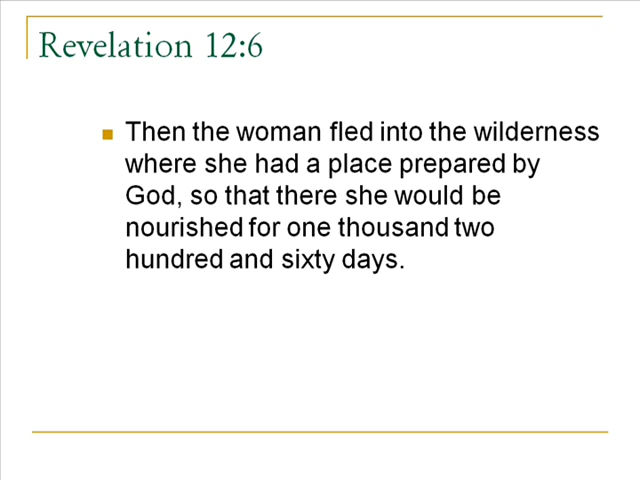 Revelation 12:6
Then the woman fled into the wilderness
where she had a place prepared by
God, so that there she would be
nourished for one thousand two
hundred and sixty days.